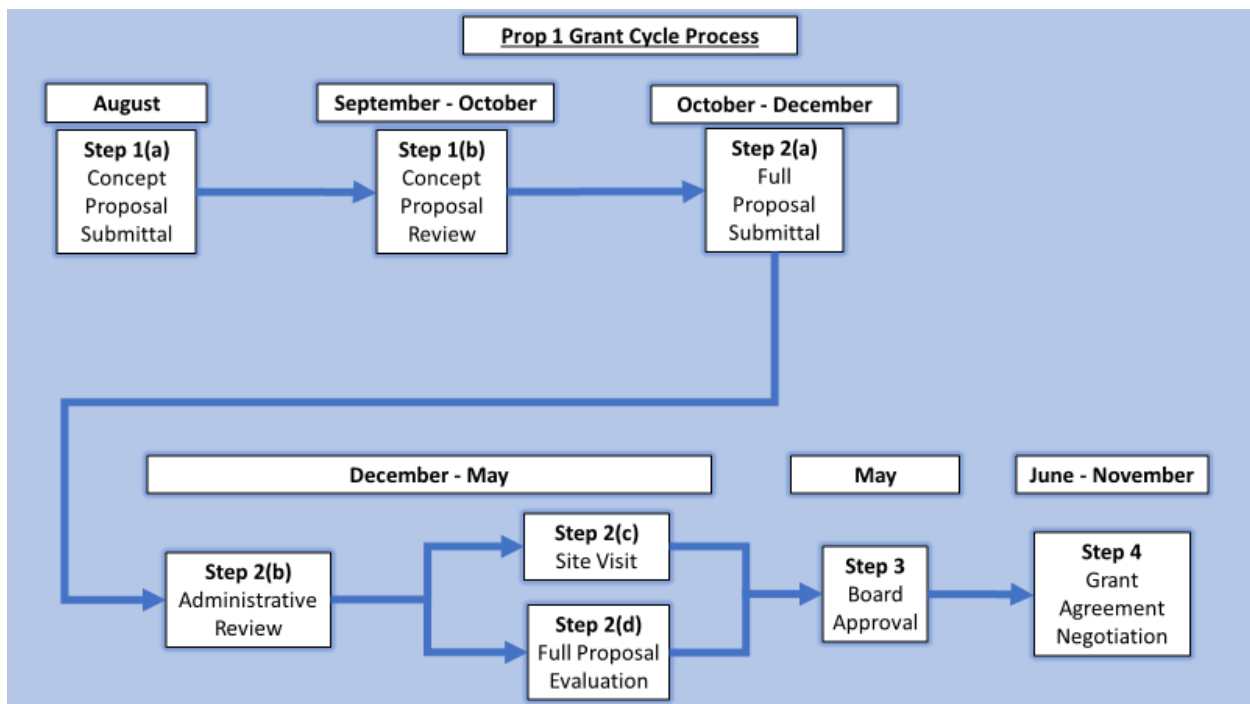 Prop 1 Grant Cycle Process
August
Step 1(a)
Concept
Proposal
Submittal
September - October
Step 1(b)
Concept
Proposal
Review
October - December
Step 2(a)
Full
Proposal
Submittal
December - May
Step 2(b)
Administrative
Review
Step 2(c)
Site Visit
Step 2(d)
Full Proposal
Evaluation
May
Step 3
Board
Approval
June - November
Step 4
Grant
Agreement
Negotiation